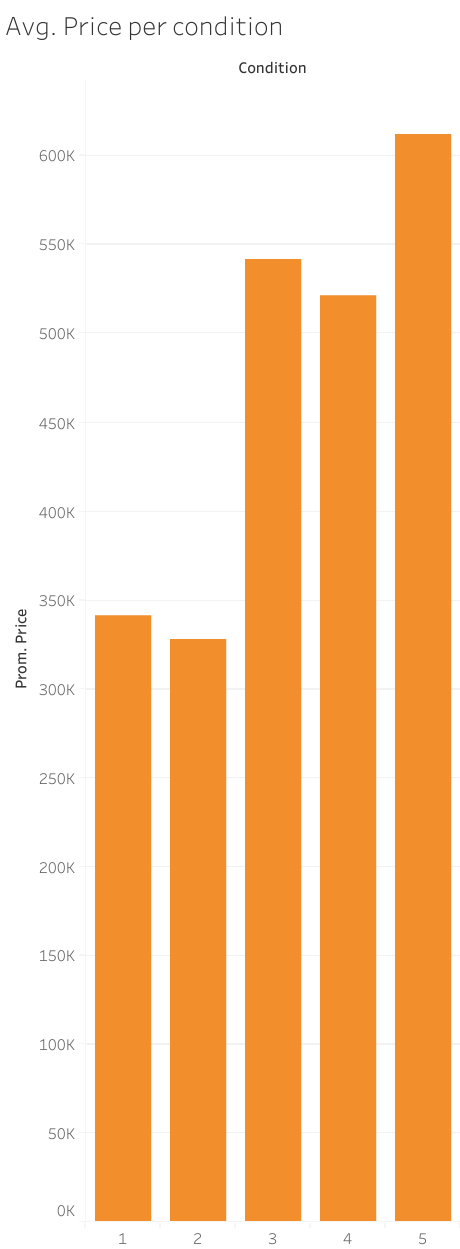 Avg. Price per condition
Condition
600K
550K
500K
450K
400K
350K
300K
250K
200K
150K
100K
50K
0K
Prom. Price
1 2 3 4 5